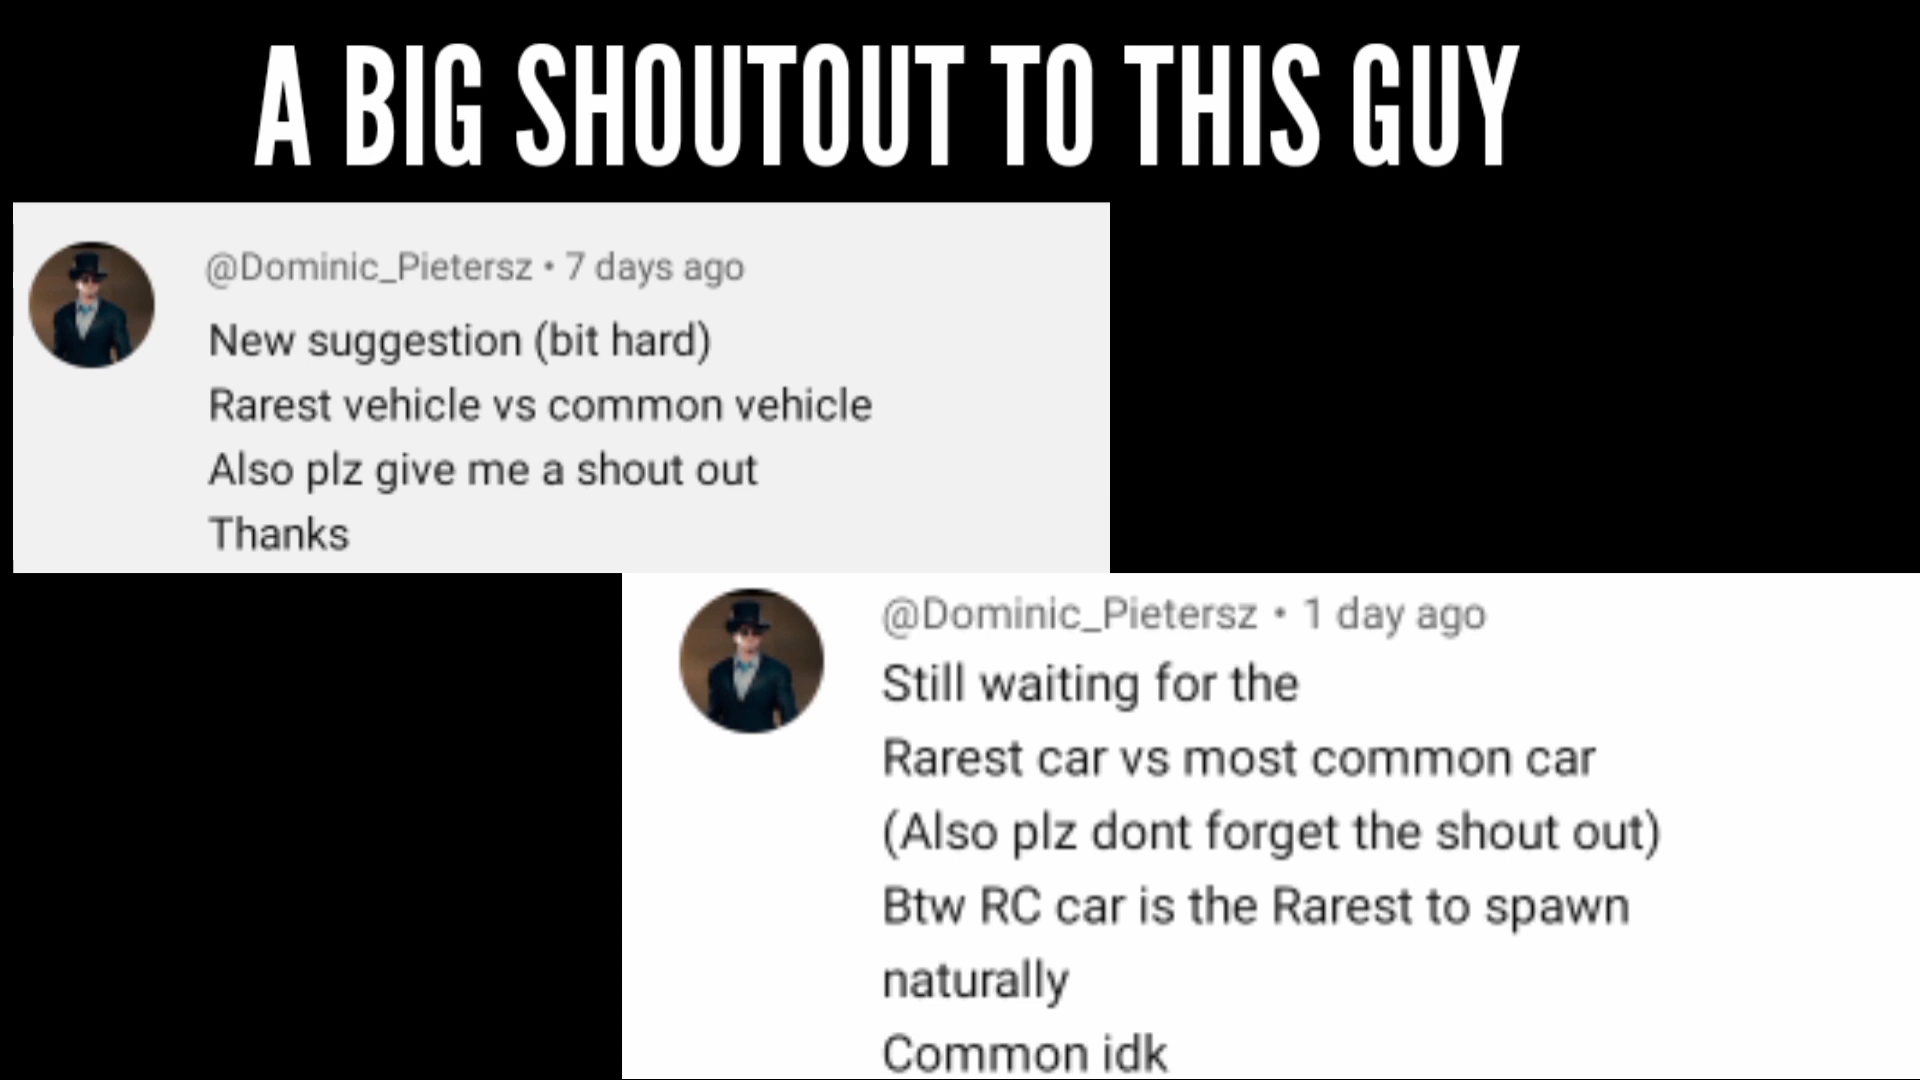 A BIG SHOUTOUT TO THIS GUY
@Dominic_Pietersz • 7 days ago
New suggestion (bit hard)
Rarest vehicle vs common vehicle
Also plz give me a shout out
Thanks
@Dominic_Pietersz • 1 day ago
Still waiting for the
Rarest car vs most common car
(Also plz dont forget the shout out)
Btw RC car is the Rarest to spawn
naturally
Common idk